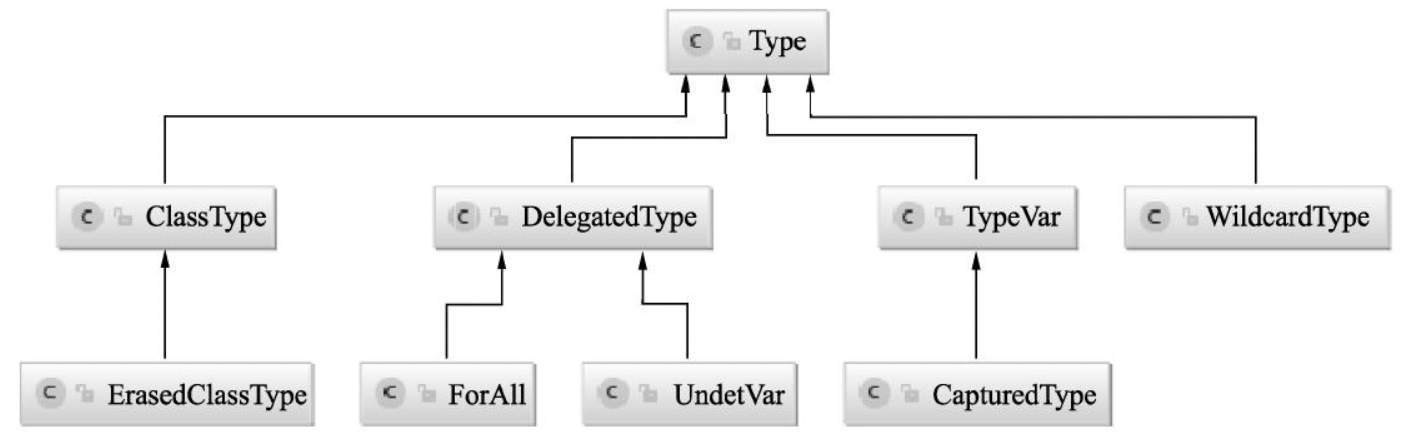 C Type
C ClassType
C DelegatedType
C TypeVar
C WildcardType
C ErasedClassType
C ForAll
C UndetVar
C CapturedType